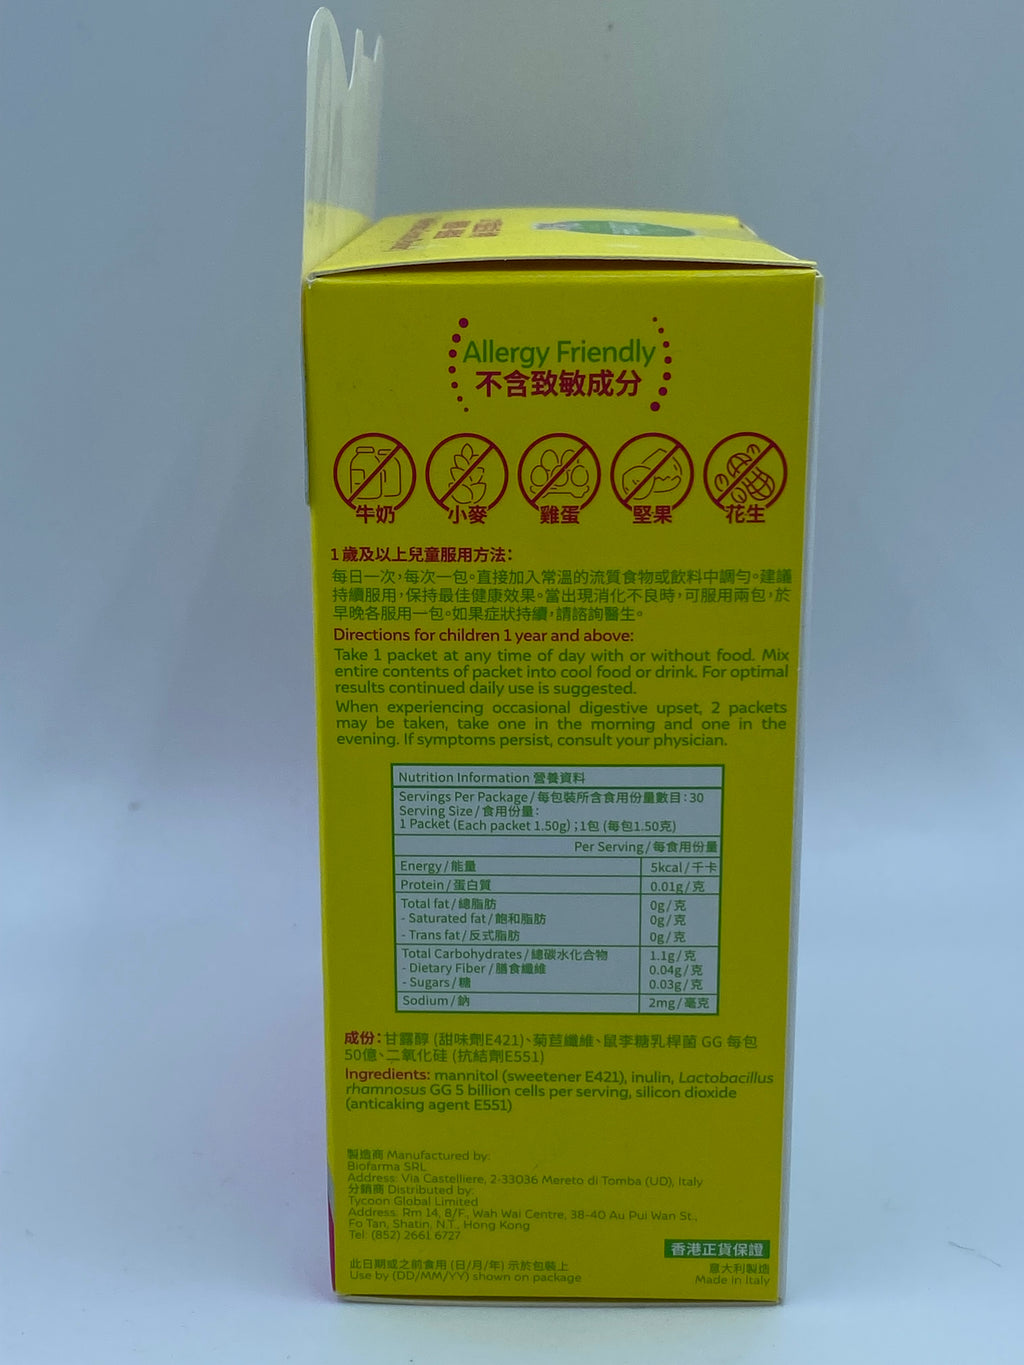 Allergy Friendly
不含致敏成分
牛奶 小麥 雞蛋 堅果 花生
1 歲及以上兒童服用方法：
每日一次，每次一包。直接加入常溫的流質食物或飲料中調勻。建議
持續服用，保持最佳健康效果。當出現消化不良時，可服用兩包，於
早晚各服用一包。如果症狀持續，請諮詢醫生。
Directions for children 1 year and above:
Take 1 packet at any time of day with or without food. Mix
entire contents of packet into cool food or drink. For optimal
results continued daily use is suggested.
When experiencing occasional digestive upset, 2 packets
may be taken, take one in the morning and one in the
evening. If symptoms persist, consult your physician.
Nutrition Information 營養資料
Servings Per Package / 每包裝所含食用份量數目：30
Serving Size / 食用份量：
1 Packet (Each packet 1.50g) ；1包 (每包1.50克)
Per Serving / 每食用份量
Energy / 能量 5kcal / 千卡
Protein / 蛋白質 0.01g / 克
Total fat / 總脂肪 0g / 克
- Saturated fat / 飽和脂肪 0g / 克
- Trans fat / 反式脂肪 0g / 克
Total Carbohydrates / 總碳水化合物 1.1g / 克
- Dietary Fiber / 膳食纖維 0.04g / 克
- Sugars / 糖 0.03g / 克
Sodium / 鈉 2mg / 毫克
成份：甘露醇 (甜味劑E421)、菊苣纖維、鼠李糖乳桿菌 GG 每包
50億、二氧化硅 (抗結劑E551)
Ingredients: mannitol (sweetener E421), inulin, Lactobacillus
rhamnosus GG 5 billion cells per serving, silicon dioxide
(anticaking agent E551)
製造商 Manufactured by:
Biofarma SRL
Address: Via Castelliere, 2-33036 Mereto di Tomba (UD), Italy
分銷商 Distributed by:
Tycoon Global Limited
Address: Rm 14, 8/F., Wah Wai Centre, 38-40 Au Pui Wan St.,
Fo Tan, Shatin, N.T., Hong Kong
Tel: (852) 2661 6727
香港正貨保證
此日期或之前食用 (日/月/年) 示於包裝上
Use by (DD/MM/YY) shown on package
意大利製造
Made in Italy